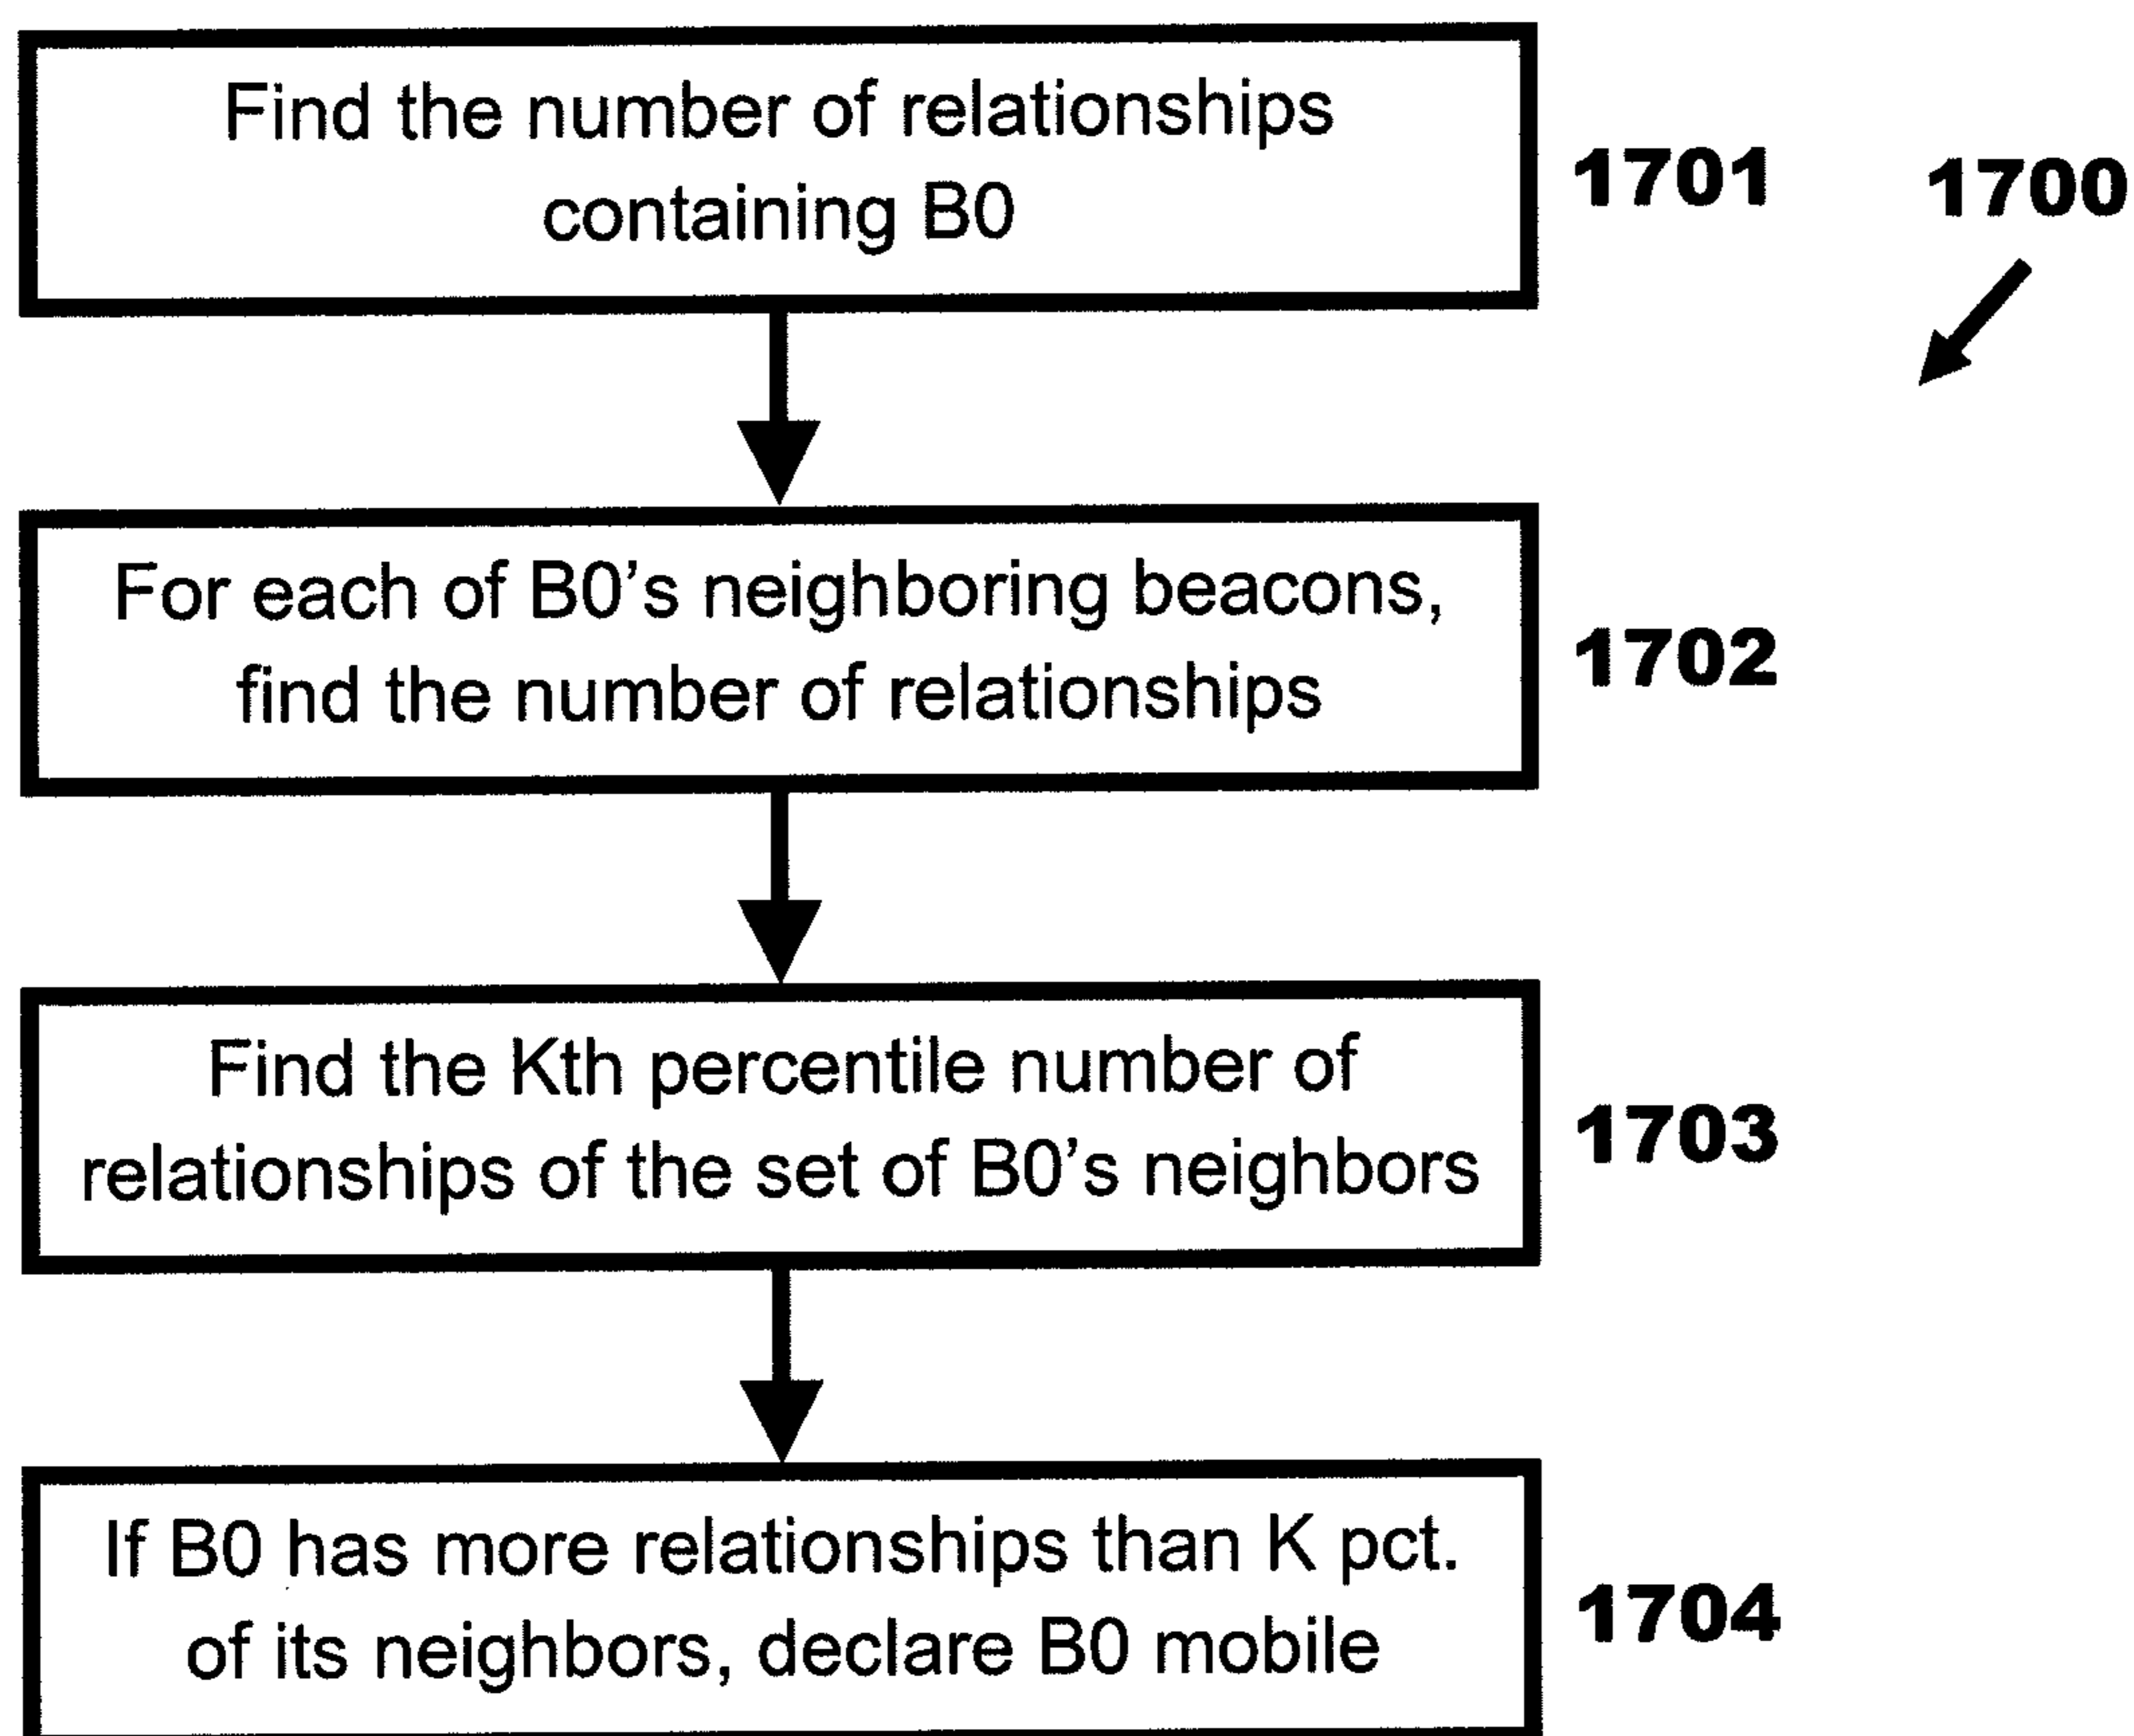 Find the number of relationships
containing B0
1701
1700
For each of B0's neighboring beacons,
find the number of relationships
1702
Find the Kth percentile number of
relationships of the set of B0's neighbors
1703
If B0 has more relationships than K pct.
of its neighbors, declare B0 mobile
1704